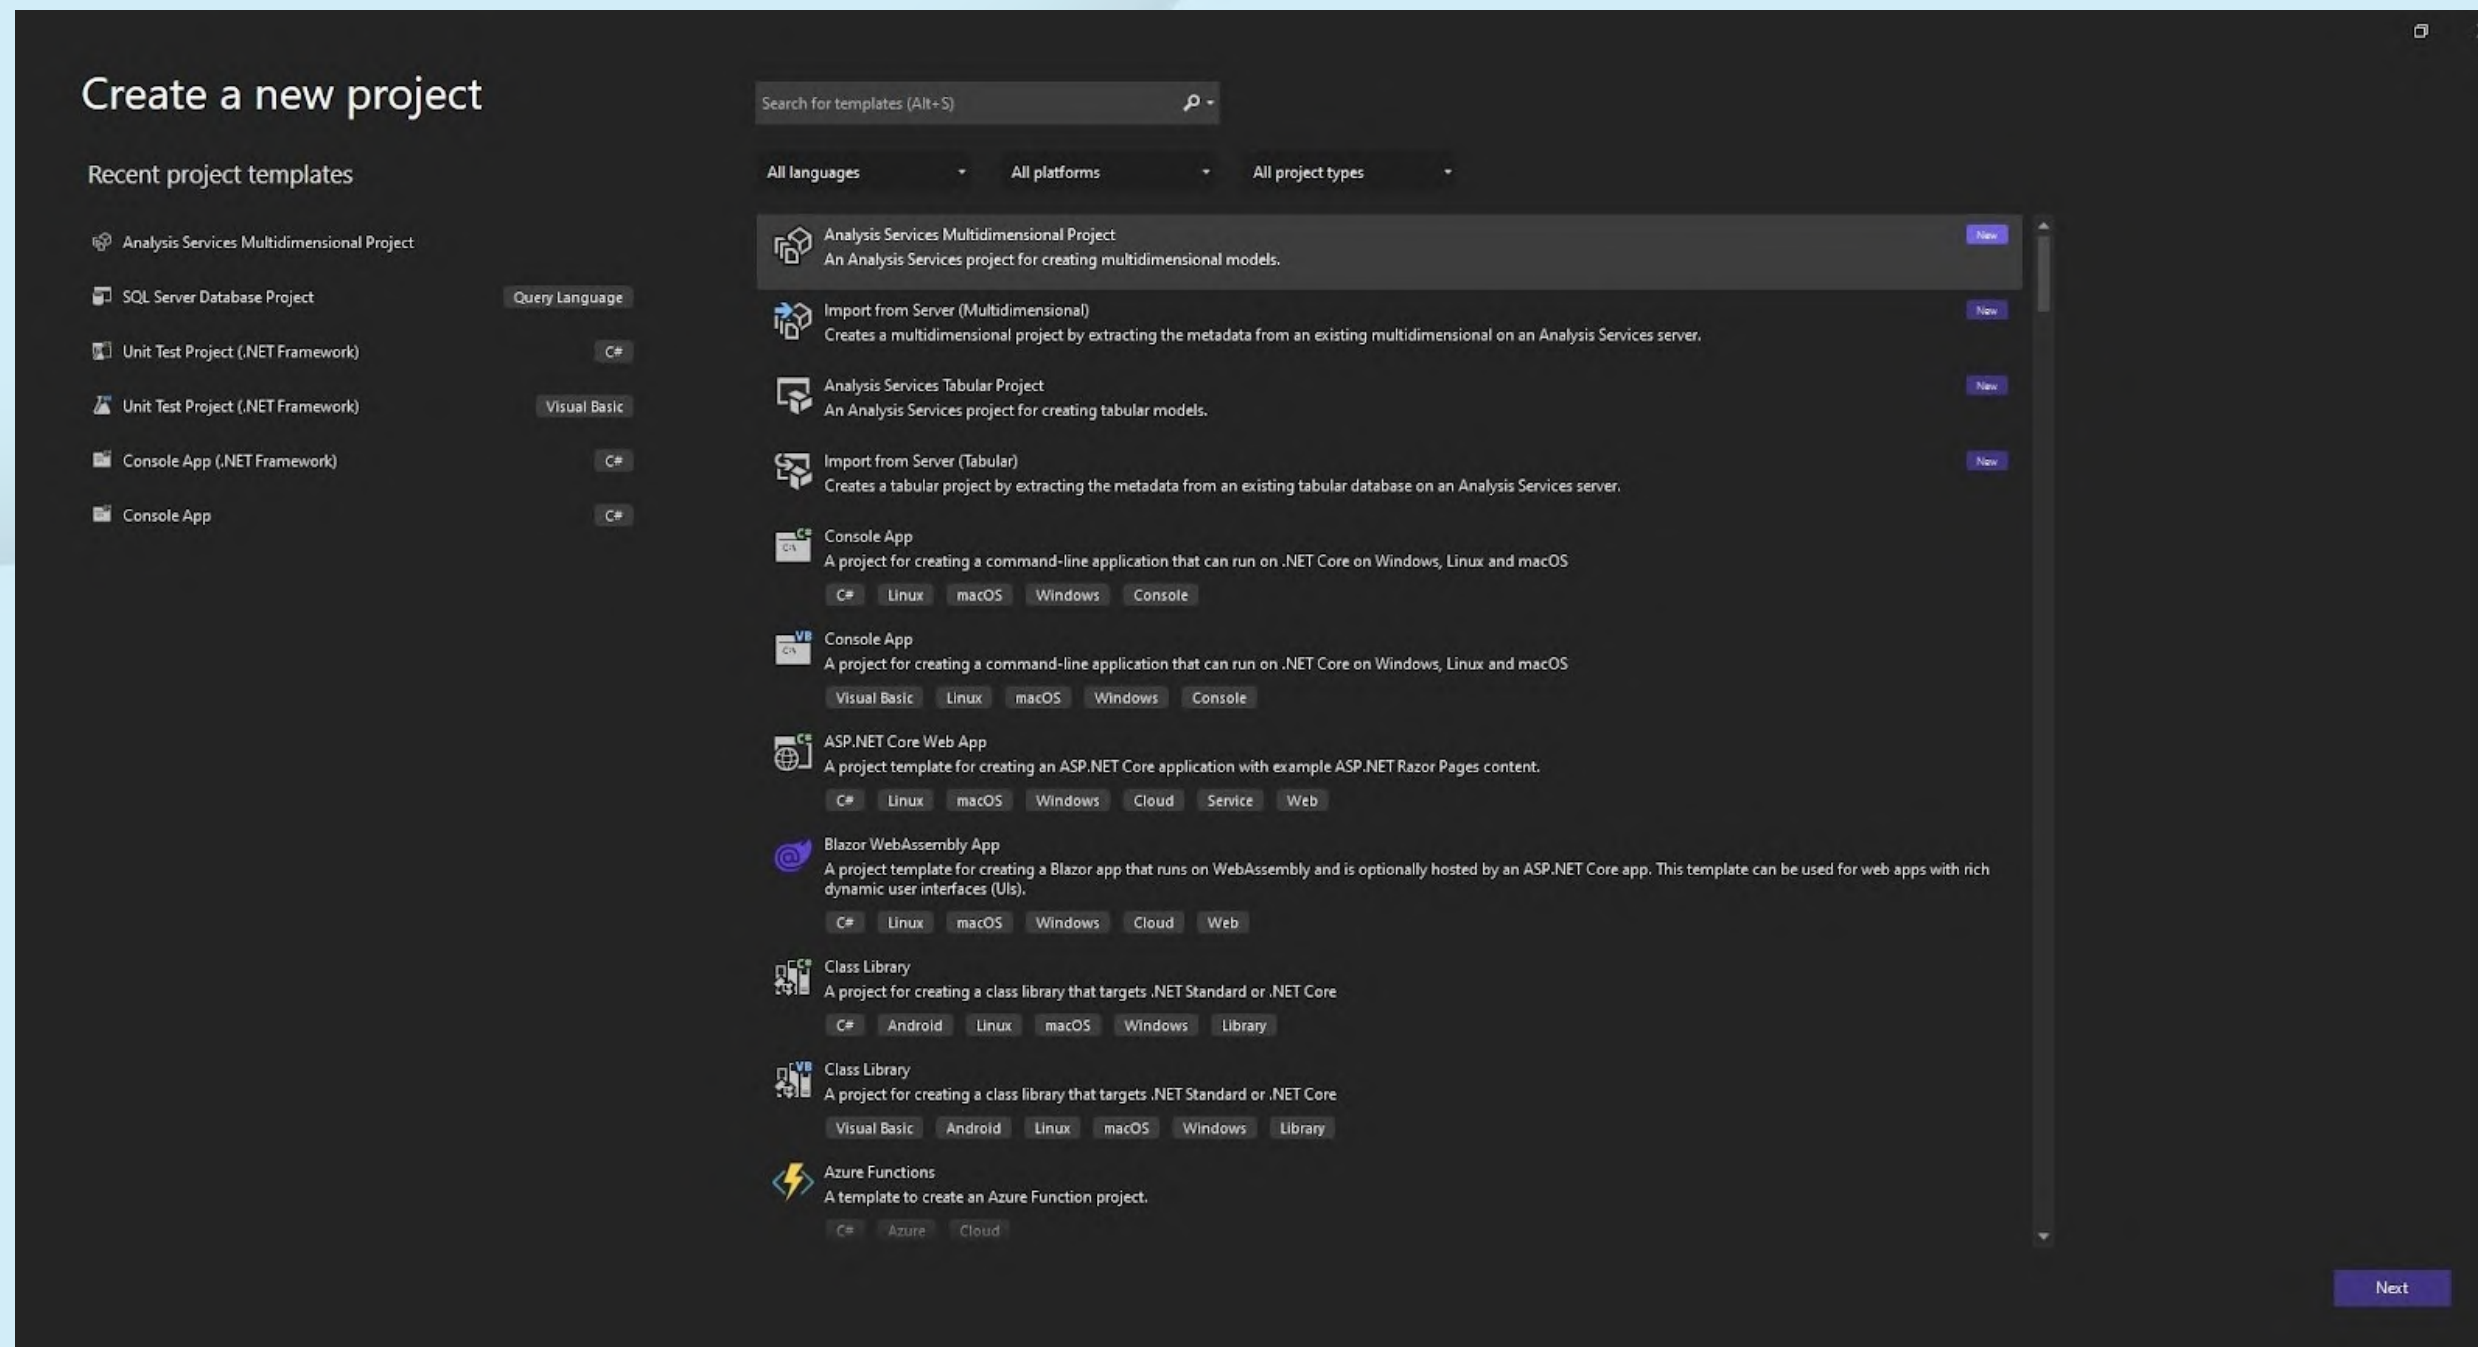 Create a new project
Recent project templates
Analysis Services Multidimensional Project
SQL Server Database Project Query Language
Unit Test Project (.NET Framework) C#
Unit Test Project (.NET Framework) Visual Basic
Console App (.NET Framework) C#
Console App C#
Search for templates (Alt+S)
All languages All platforms All project types
Analysis Services Multidimensional Project New
An Analysis Services project for creating multidimensional models.
Import from Server (Multidimensional) New
Creates a multidimensional project by extracting the metadata from an existing multidimensional on an Analysis Services server.
Analysis Services Tabular Project New
An Analysis Services project for creating tabular models.
Import from Server (Tabular) New
Creates a tabular project by extracting the metadata from an existing tabular database on an Analysis Services server.
C#
C:\
Console App
A project for creating a command-line application that can run on .NET Core on Windows, Linux and macOS
C# Linux macOS Windows Console
VB
C:\
Console App
A project for creating a command-line application that can run on .NET Core on Windows, Linux and macOS
Visual Basic Linux macOS Windows Console
C#
ASP.NET Core Web App
A project template for creating an ASP.NET Core application with example ASP.NET Razor Pages content.
C# Linux macOS Windows Cloud Service Web
Blazor WebAssembly App
A project template for creating a Blazor app that runs on WebAssembly and is optionally hosted by an ASP.NET Core app. This template can be used for web apps with rich
dynamic user interfaces (UIs).
C# Linux macOS Windows Cloud Web
C#
Class Library
A project for creating a class library that targets .NET Standard or .NET Core
C# Android Linux macOS Windows Library
VB
Class Library
A project for creating a class library that targets .NET Standard or .NET Core
Visual Basic Android Linux macOS Windows Library
Azure Functions
A template to create an Azure Function project.
C# Azure Cloud
Next